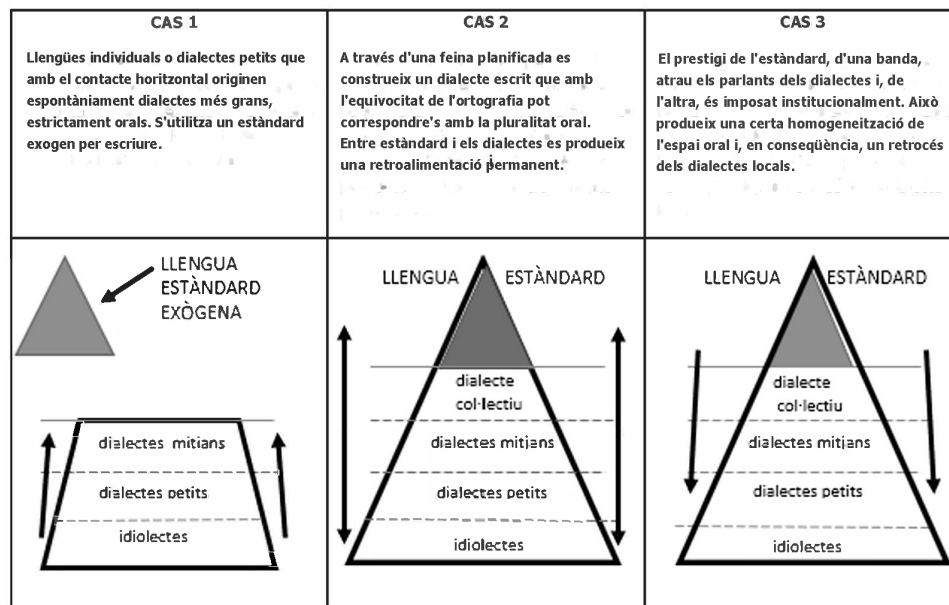 CAS 1
Llengües individuals o dialectes petits que
amb el contacte horitzontal originen
espontàniament dialectes més grans,
estrictament orals. S'utilitza un estàndard
exogen per escriure.
CAS 2
A través d'una feina planificada es
construeix un dialecte escrit que amb
l'equivocitat de l'ortografia pot
correspondre's amb la pluralitat oral.
Entre estàndard i els dialectes es produeix
una retroalimentació permanent.
CAS 3
El prestigi de l'estàndard, d'una banda,
atrau els parlants dels dialectes i, de
l'altra, és imposat institucionalment. Això
produeix una certa homogeneització de
l'espai oral i, en conseqüència, un retrocés
dels dialectes locals.
LLENGUA
ESTÀNDARD
EXÒGENA
dialectes mitians
dialectes petits
idiolectes
LLENGUA ESTÀNDARD
dialecte
col·lectiu
dialectes mitjans
dialectes petits
idiolectes
LLENGUA ESTÀNDARD
dialecte
col·lectiu
dialectes mitjans
dialectes petits
idiolectes